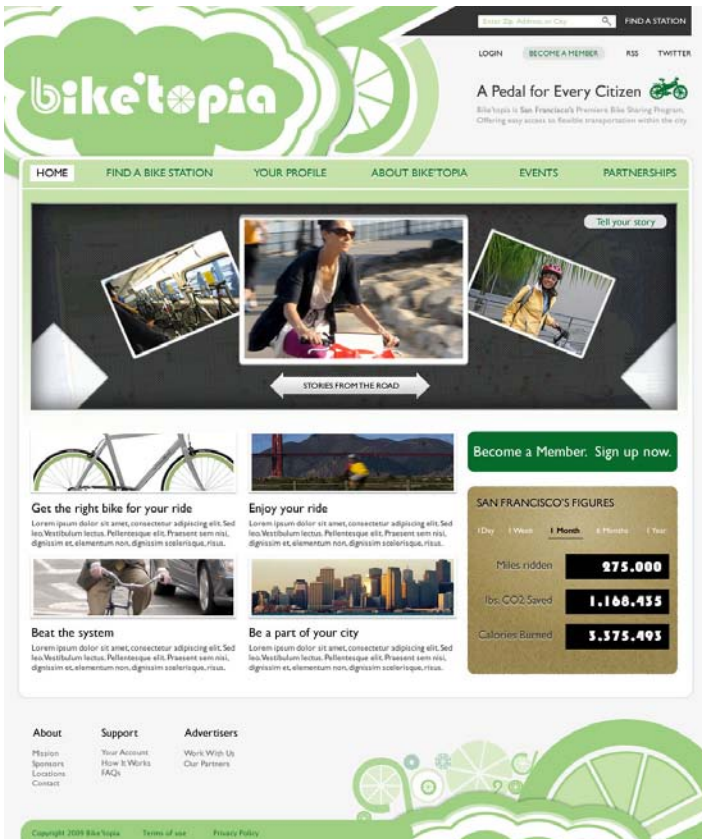 Enter Zip, Address, or City
FIND A STATION
LOGIN BECOME A MEMBER RSS TWITTER
bike'topia
A Pedal for Every Citizen
Bike'topia is San Francisco's Premiere Bike Sharing Program.
Offering easy access to flexible transportation within the city
HOME FIND A BIKE STATION YOUR PROFILE ABOUT BIKE'TOPIA EVENTS PARTNERSHIPS
Tell your story
STORIES FROM THE ROAD
Get the right bike for your ride
Lorem ipsum dolor sit amet, consectetur adipiscing elit. Sed
leo. Vestibulum lectus. Pellentesque elit. Praesent sem nisi,
dignissim et, elementum non, dignissim scelerisque, risus.
Enjoy your ride
Lorem ipsum dolor sit amet, consectetur adipiscing elit. Sed
leo. Vestibulum lectus. Pellentesque elit. Praesent sem nisi,
dignissim et, elementum non, dignissim scelerisque, risus.
Beat the system
Lorem ipsum dolor sit amet, consectetur adipiscing elit. Sed
leo. Vestibulum lectus. Pellentesque elit. Praesent sem nisi,
dignissim et, elementum non, dignissim scelerisque, risus.
Be a part of your city
Lorem ipsum dolor sit amet, consectetur adipiscing elit. Sed
leo. Vestibulum lectus. Pellentesque elit. Praesent sem nisi,
dignissim et, elementum non, dignissim scelerisque, risus.
Become a Member. Sign up now.
SAN FRANCISCO'S FIGURES
1 Day 1 Week 1 Month 6 Months 1 Year
Miles ridden 275.000
lbs. CO2 Saved 1.168.435
Calories Burned 3.375.493
About
Mission
Sponsors
Locations
Contact
Support
Your Account
How It Works
FAQs
Advertisers
Work With Us
Our Partners
Copyright 2009 Bike'topia Terms of use Privacy Policy